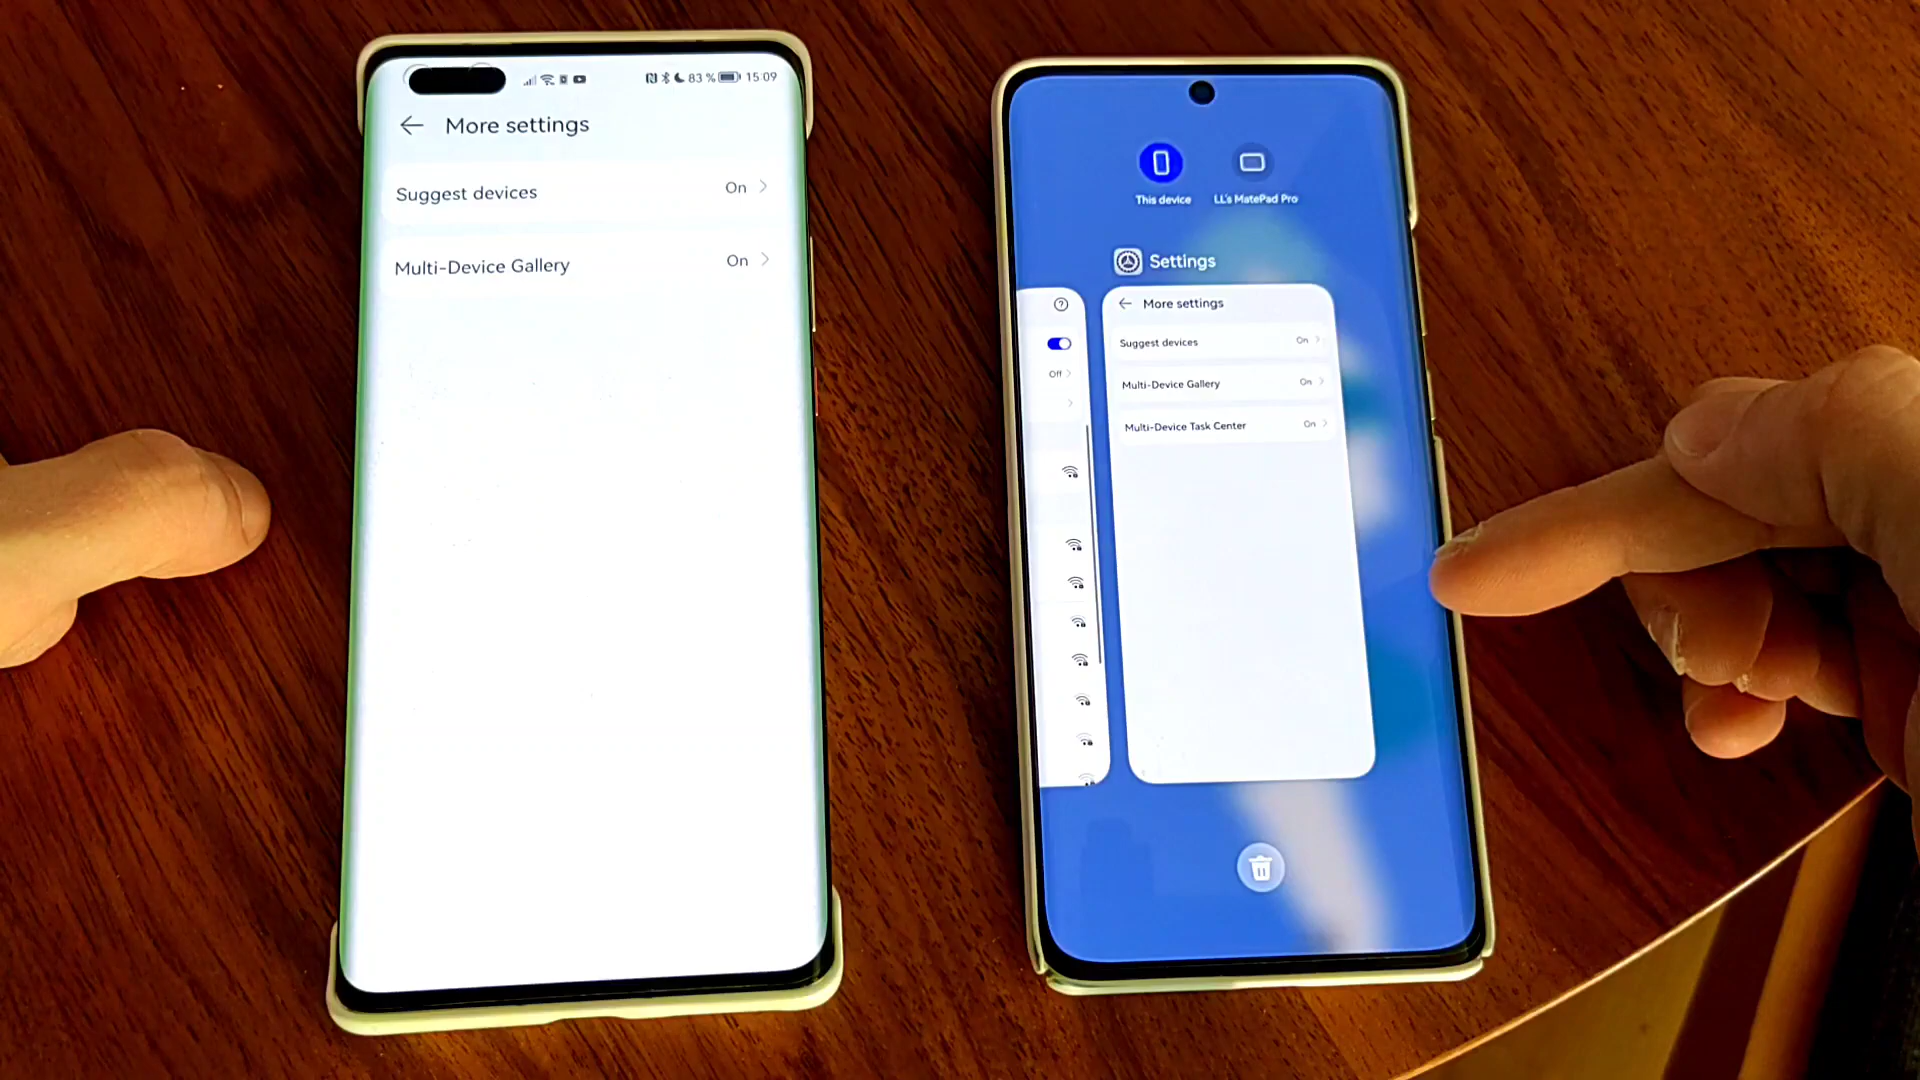 83 % 15:09
More settings
Suggest devices On
Multi-Device Gallery On
This device LL's MatePad Pro
Settings
More settings
Suggest devices On
Multi-Device Gallery On
Multi-Device Task Center On
Off